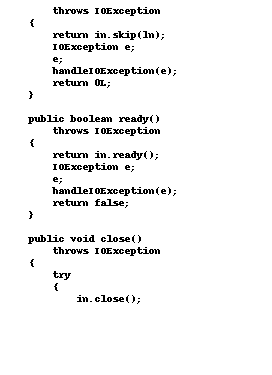 throws IOException
{
return in.skip(ln);
IOException e;
e;
handleIOException(e);
return 0L;
}
public boolean ready()
throws IOException
{
return in.ready();
IOException e;
e;
handleIOException(e);
return false;
}
public void close()
throws IOException
{
try
{
in.close();